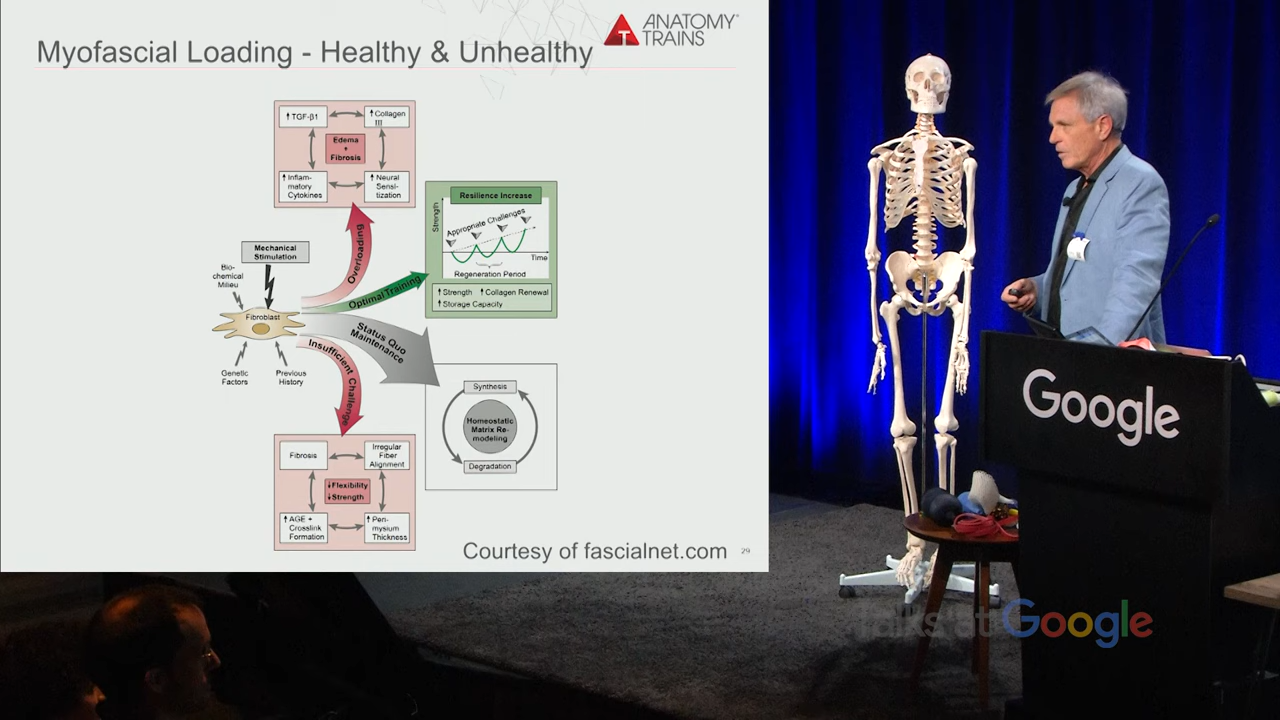 Myofascial Loading - Healthy & Unhealthy
ANATOMY
TRAINS
T
↑ TGF-β1
↑ Collagen
III
Edema
+
Fibrosis
↑ Inflam-
matory
Cytokines
↑ Neural
Sensi-
tization
Overloading
Resilience Increase
Strength
Appropriate Challenges
Time
Regeneration Period
↑ Strength ↑ Collagen Renewal
↑ Storage Capacity
Mechanical
Stimulation
Bio-
chemical
Milieu
Fibroblast
Genetic
Factors
Previous
History
Optimal Training
Status Quo
Maintenance
Insufficient Challenge
Synthesis
Homeostatic
Matrix Re-
modeling
Degradation
Fibrosis
Irregular
Fiber
Alignment
↓Flexibility
↓Strength
↑ AGE +
Crosslink
Formation
↑ Peri-
mysium
Thickness
Courtesy of fascialnet.com
29
Google
Talks at Google